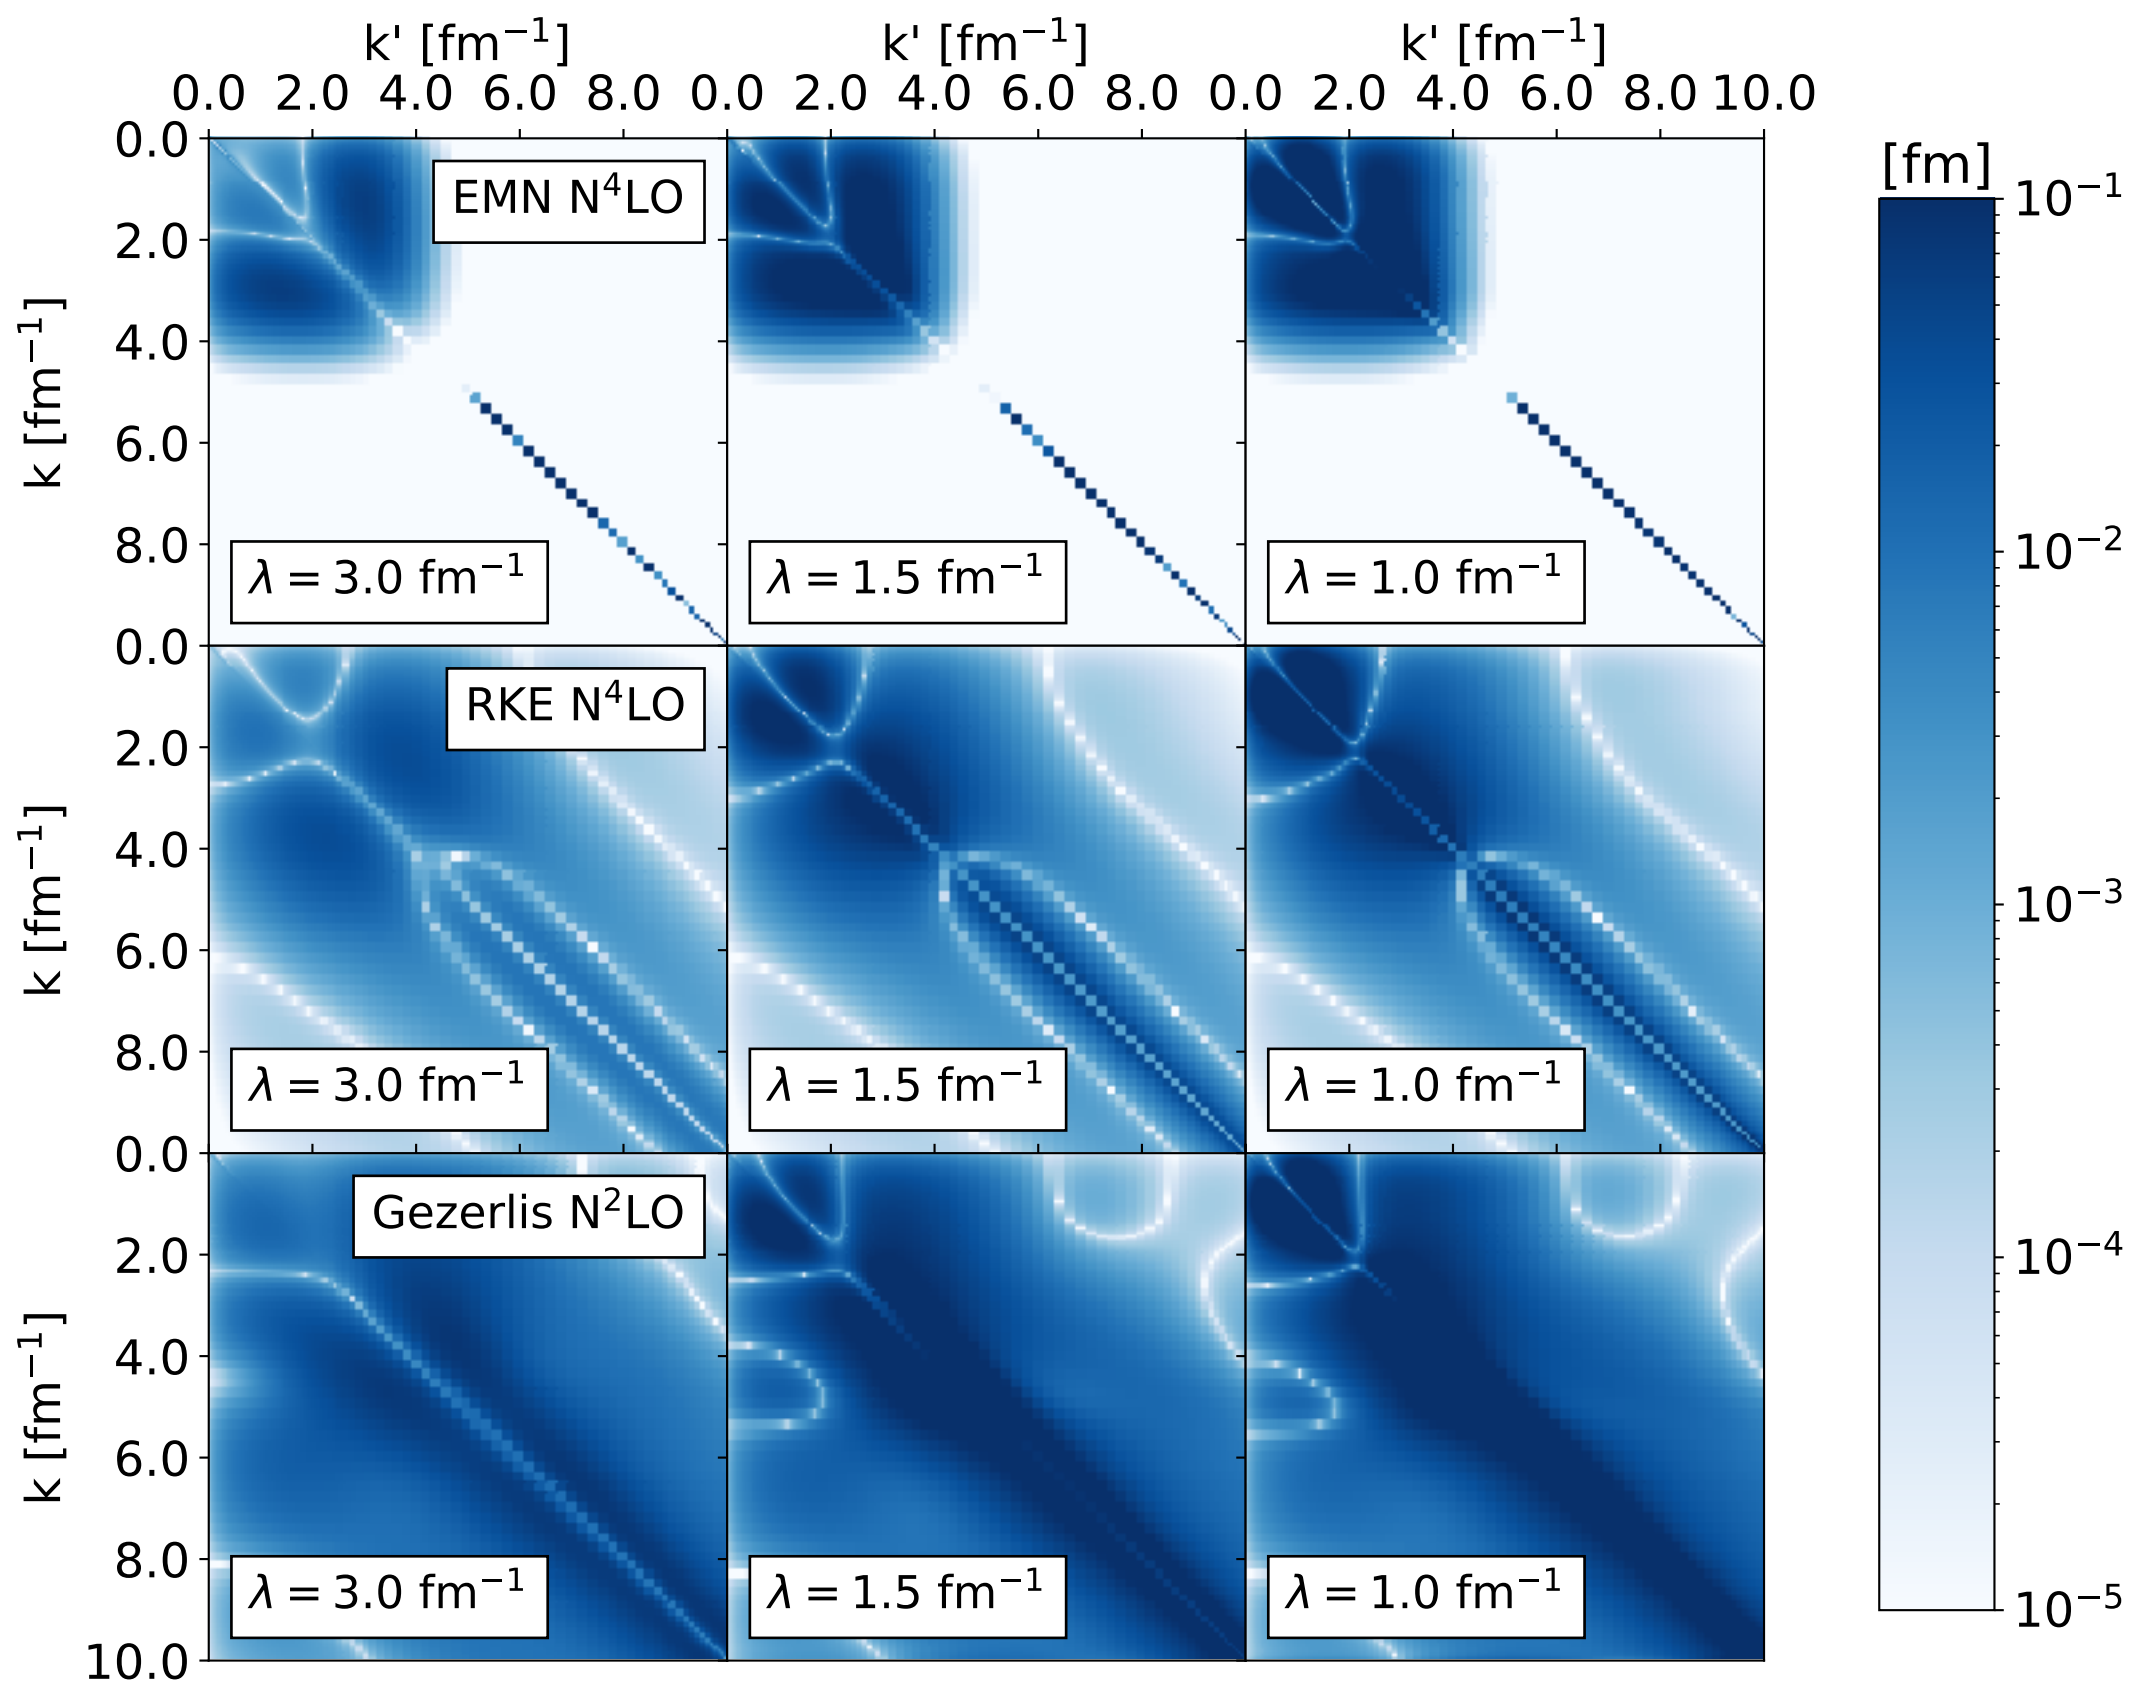 k' [fm⁻¹] k' [fm⁻¹] k' [fm⁻¹]
0.0 2.0 4.0 6.0 8.0 0.0 2.0 4.0 6.0 8.0 0.0 2.0 4.0 6.0 8.0 10.0
k [fm⁻¹]
0.0
2.0
4.0
6.0
8.0
EMN N⁴LO
λ = 3.0 fm⁻¹
λ = 1.5 fm⁻¹
λ = 1.0 fm⁻¹
k [fm⁻¹]
0.0
2.0
4.0
6.0
8.0
RKE N⁴LO
λ = 3.0 fm⁻¹
λ = 1.5 fm⁻¹
λ = 1.0 fm⁻¹
k [fm⁻¹]
0.0
2.0
4.0
6.0
8.0
10.0
Gezerlis N²LO
λ = 3.0 fm⁻¹
λ = 1.5 fm⁻¹
λ = 1.0 fm⁻¹
[fm]
10⁻¹
10⁻²
10⁻³
10⁻⁴
10⁻⁵